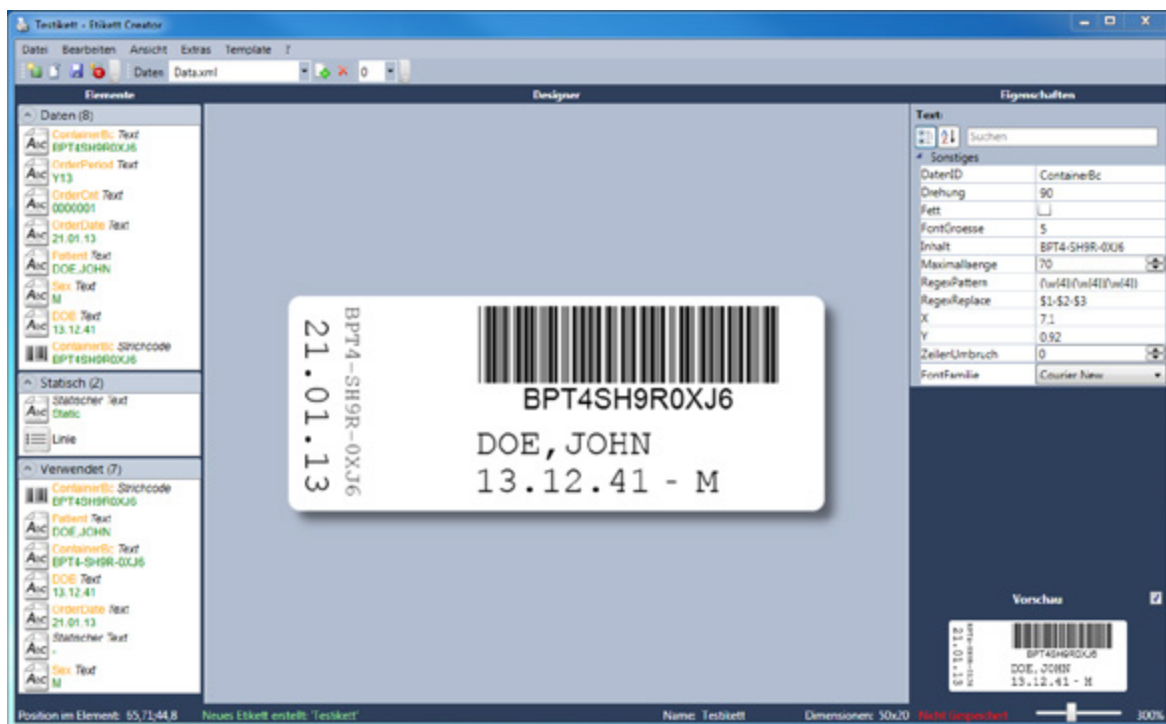 Testikett - Etikett Creator
Datei Bearbeiten Ansicht Extras Template ?
Daten Data.xml 0
Elemente
Daten (8)
ContainerBc Text
BPT4SH9R0XJ6
OrderPeriod Text
Y13
OrderCnt Text
0000001
OrderDate Text
21.01.13
Patient Text
DOE,JOHN
Sex Text
M
DOB Text
13.12.41
ContainerBc Strichcode
BPT4SH9R0XJ6
Statisch (2)
Statischer Text
Static
Linie
Verwendet (7)
ContainerBc Strichcode
BPT4SH9R0XJ6
Patient Text
DOE,JOHN
ContainerBc Text
BPT4-SH9R-0XJ6
DOB Text
13.12.41
OrderDate Text
21.01.13
Statischer Text
-
Sex Text
M
Designer
21.01.13
BPT4-SH9R-0XJ6
BPT4SH9R0XJ6
DOE,JOHN
13.12.41 - M
Eigenschaften
Text:
Suchen
Sonstiges
DatenID ContainerBc
Drehung 90
Fett
FontGroesse 5
Inhalt BPT4-SH9R-0XJ6
Maximallaenge 70
RegexPattern (\w{4})(\w{4})(\w{4})
RegexReplace $1-$2-$3
X 7.1
Y 0.92
ZeilenUmbruch 0
FontFamilie Courier New
Vorschau
21.01.13
BPT4-SH9R-0XJ6
BPT4SH9R0XJ6
DOE,JOHN
13.12.41 - M
Position im Element: 65,71;44,8 Neues Etikett erstellt: 'Testikett' Name: Testikett Dimensionen: 50x20 Nicht Gespeichert 300%